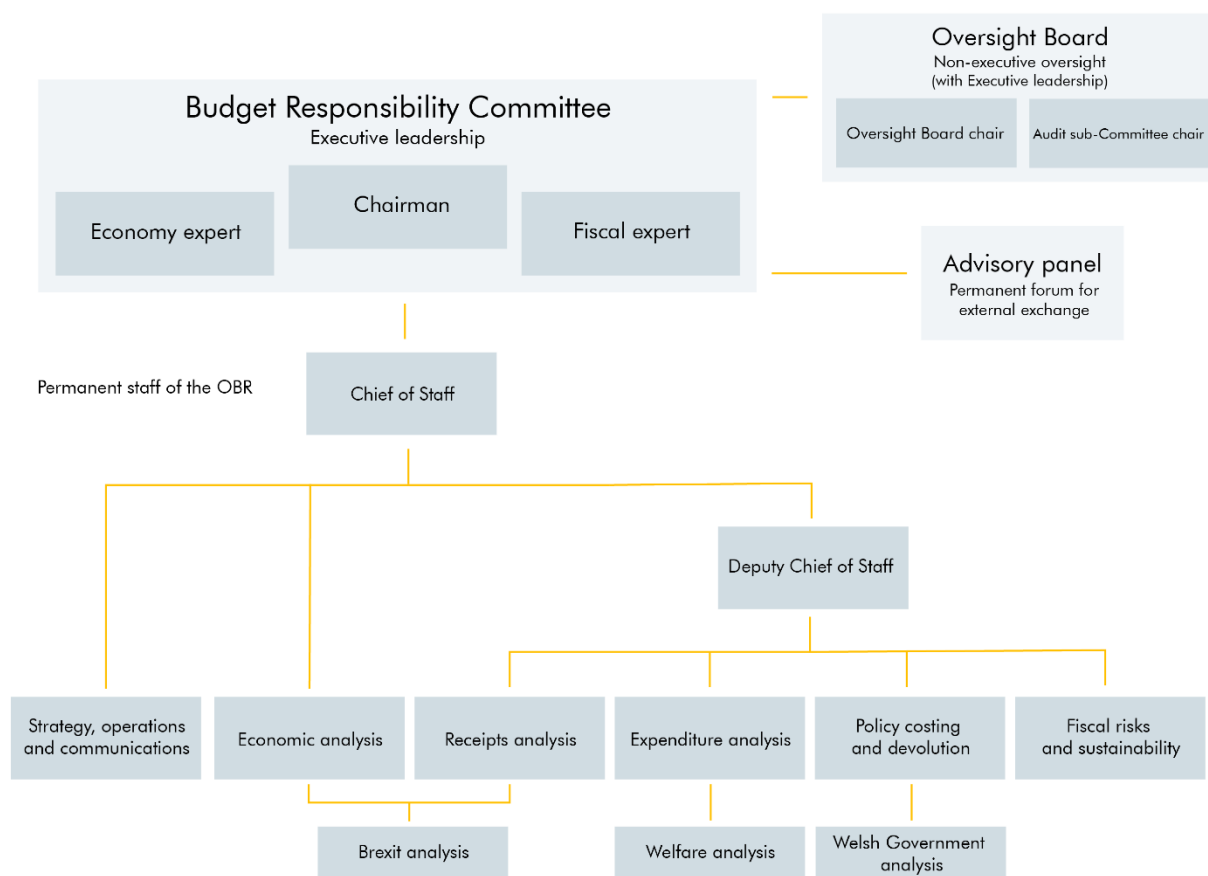 Oversight Board
Non-executive oversight
(with Executive leadership)
Oversight Board chair
Audit sub-Committee chair
Budget Responsibility Committee
Executive leadership
Economy expert
Chairman
Fiscal expert
Advisory panel
Permanent forum for
external exchange
Permanent staff of the OBR
Chief of Staff
Deputy Chief of Staff
Strategy, operations
and communications
Economic analysis
Receipts analysis
Expenditure analysis
Policy costing
and devolution
Fiscal risks
and sustainability
Brexit analysis
Welfare analysis
Welsh Government
analysis